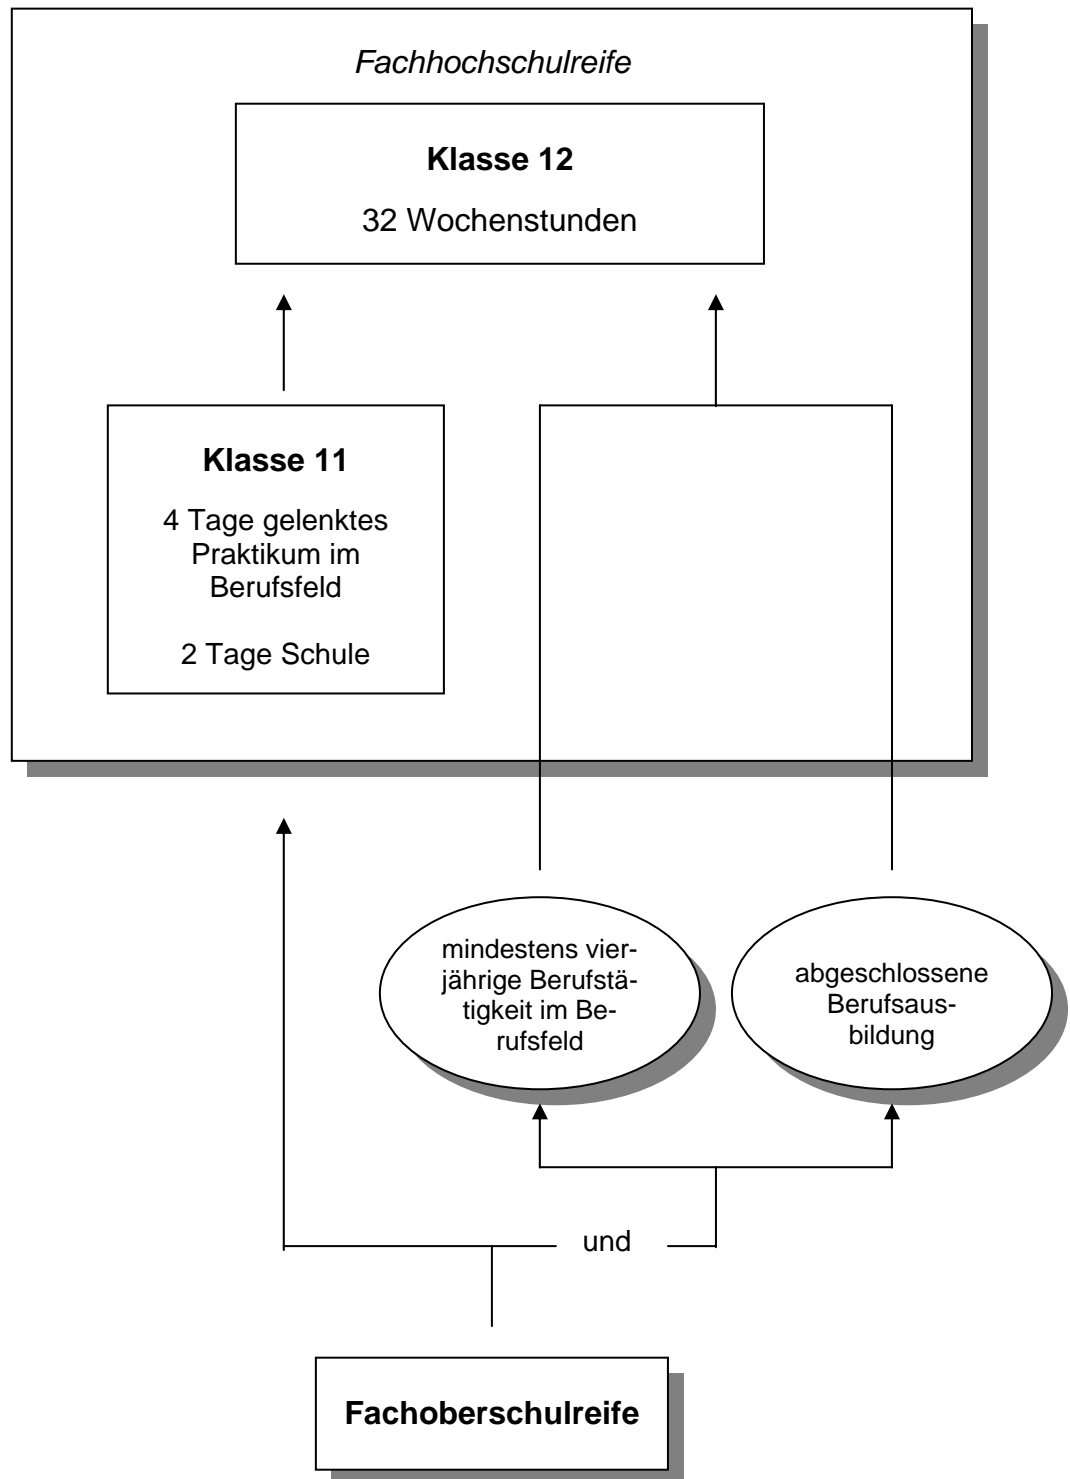 Fachhochschulreife
Klasse 12
32 Wochenstunden
Klasse 11
4 Tage gelenktes
Praktikum im
Berufsfeld
2 Tage Schule
mindestens vier-
jährige Berufstä-
tigkeit im Be-
rufsfeld
abgeschlossene
Berufsaus-
bildung
und
Fachoberschulreife